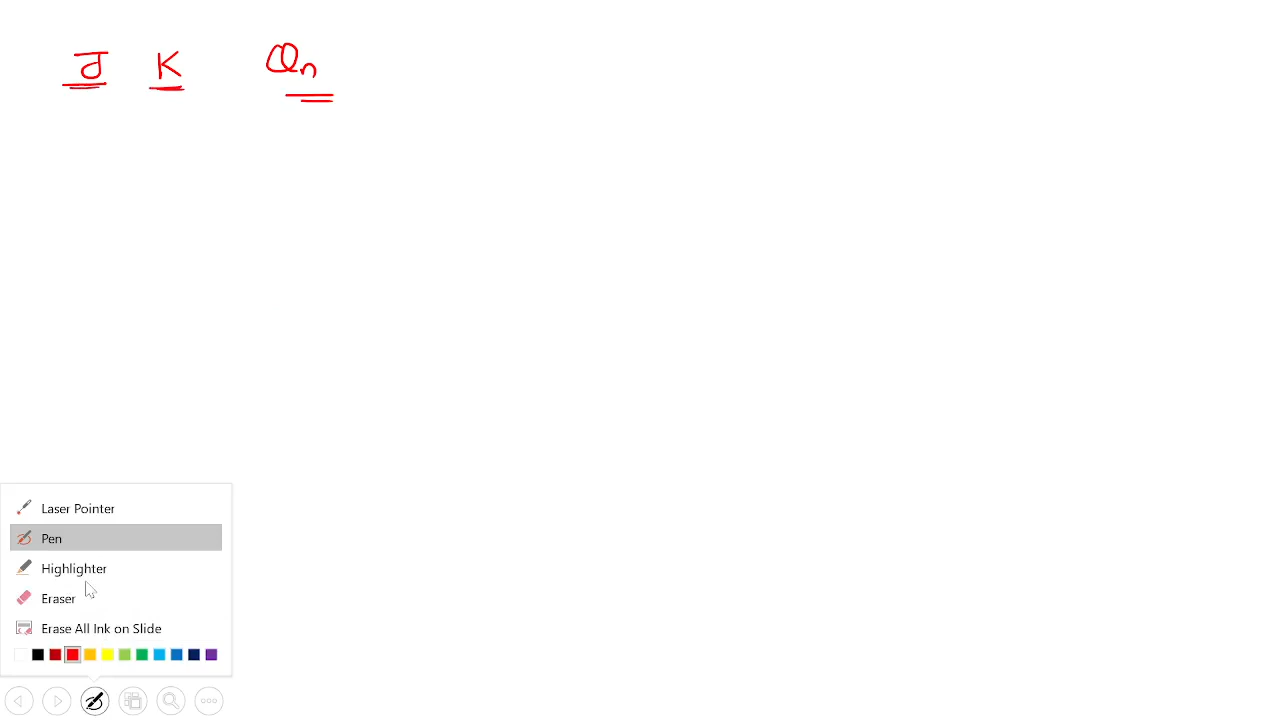 J K Qn
Laser Pointer
Pen
Highlighter
Eraser
Erase All Ink on Slide